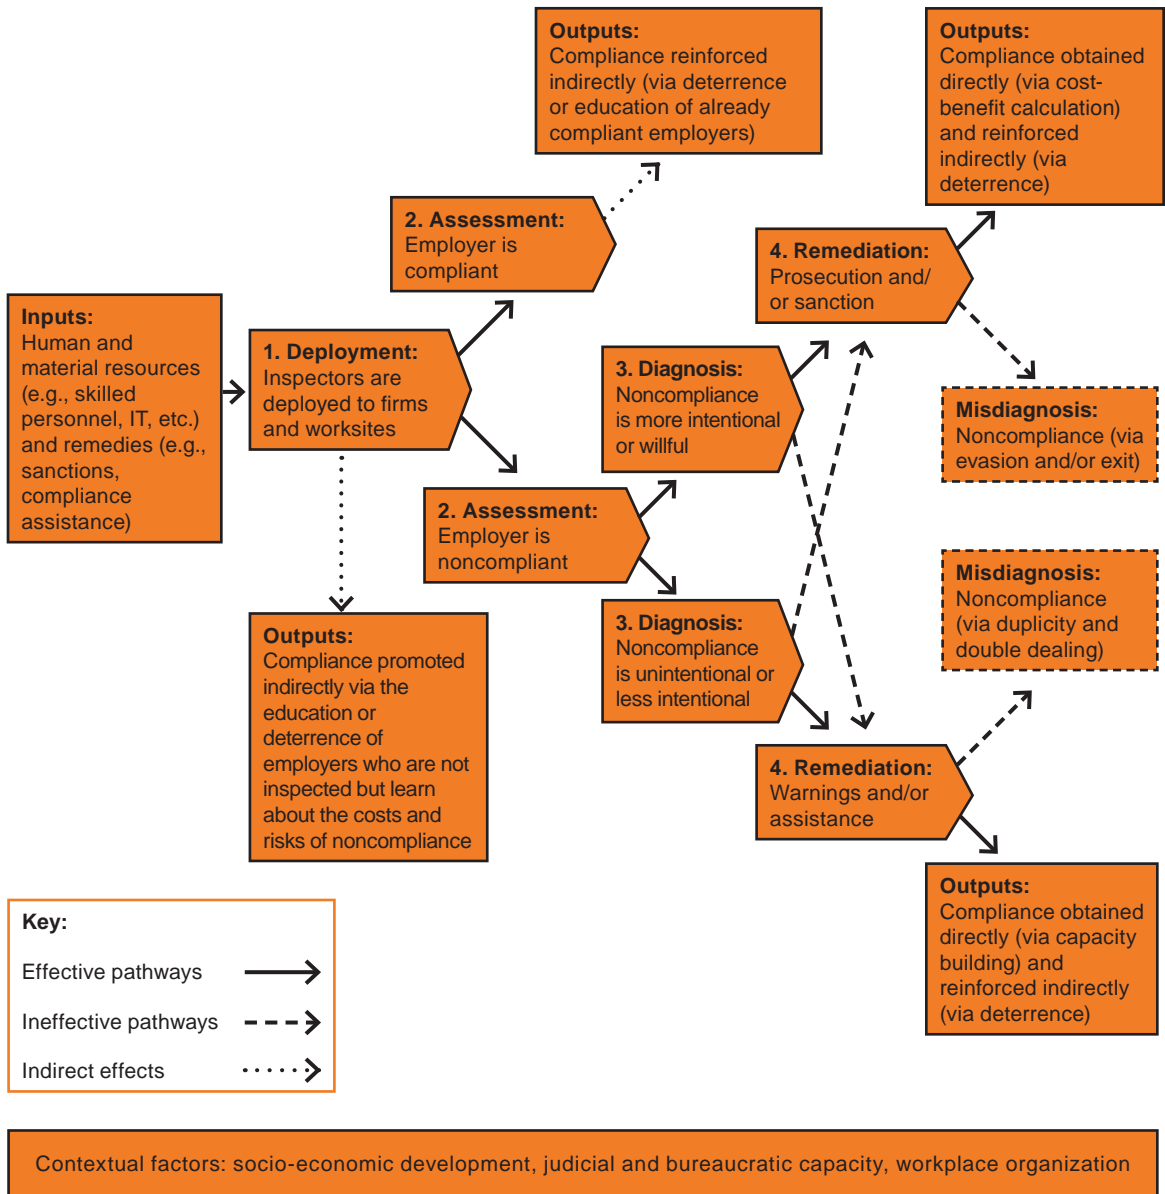 Outputs:
Compliance reinforced
indirectly (via deterrence
or education of already
compliant employers)
Outputs:
Compliance obtained
directly (via cost-
benefit calculation)
and reinforced
indirectly (via
deterrence)
2. Assessment:
Employer is
compliant
4. Remediation:
Prosecution and/
or sanction
Inputs:
Human and
material resources
(e.g., skilled
personnel, IT, etc.)
and remedies (e.g.,
sanctions,
compliance
assistance)
1. Deployment:
Inspectors are
deployed to firms
and worksites
3. Diagnosis:
Noncompliance
is more intentional
or willful
Misdiagnosis:
Noncompliance (via
evasion and/or exit)
2. Assessment:
Employer is
noncompliant
Misdiagnosis:
Noncompliance
(via duplicity and
double dealing)
3. Diagnosis:
Noncompliance
is unintentional or
less intentional
Outputs:
Compliance promoted
indirectly via the
education or
deterrence of
employers who are not
inspected but learn
about the costs and
risks of noncompliance
4. Remediation:
Warnings and/or
assistance
Outputs:
Compliance obtained
directly (via capacity
building) and
reinforced indirectly
(via deterrence)
Key:
Effective pathways
Ineffective pathways
Indirect effects
Contextual factors: socio-economic development, judicial and bureaucratic capacity, workplace organization